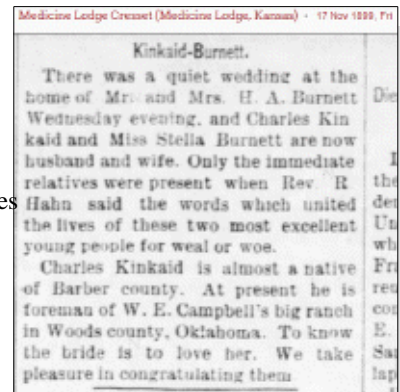 Medicine Lodge Cresset (Medicine Lodge, Kansas) - 17 Nov 1899, Fri
Kinkaid-Burnett.
There was a quiet wedding at the
home of Mr. and Mrs. H. A. Burnett
Wednesday evening, and Charles Kin
kaid and Miss Stella Burnett are now
husband and wife. Only the immediate
relatives were present when Rev. R
Hahn said the words which united
the lives of these two most excellent
young people for weal or woe.
Charles Kinkaid is almost a native
of Barber county. At present he is
foreman of W. E. Campbell's big ranch
in Woods county, Oklahoma. To know
the bride is to love her. We take
pleasure in congratulating them